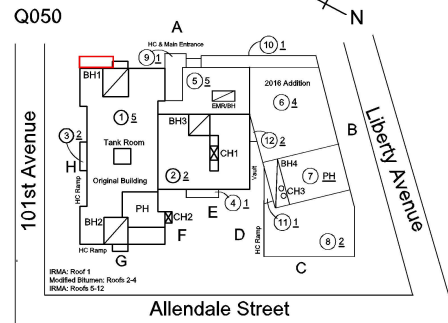 Q050
N
A
HC & Main Entrance
10 1
9 1
BH1
5 5
2016 Addition
EMR/BH
6 4
1 5
BH3
B
Liberty Avenue
101st Avenue
3 2
Tank Room
12 2
CH1
H
BH4
7 PH
HC Ramp
Original Building
2 2
Vault
CH3
4 1
PH
CH2
E
11 1
BH2
F
D
HC Ramp
8 2
HC Ramp
G
C
IRMA: Roof 1
Modified Bitumen: Roofs 2-4
IRMA: Roofs 5-12
Allendale Street